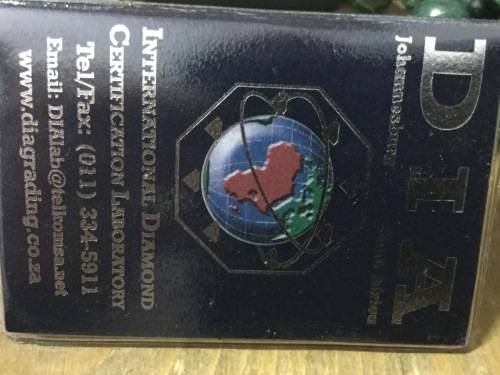 DIA
Johannesburg
INTERNATIONAL DIAMOND
CERTIFICATION LABORATORY
Tel/Fax: (011) 334-5911
Email: DIAlab@telkomsa.net
www.diagrading.co.za